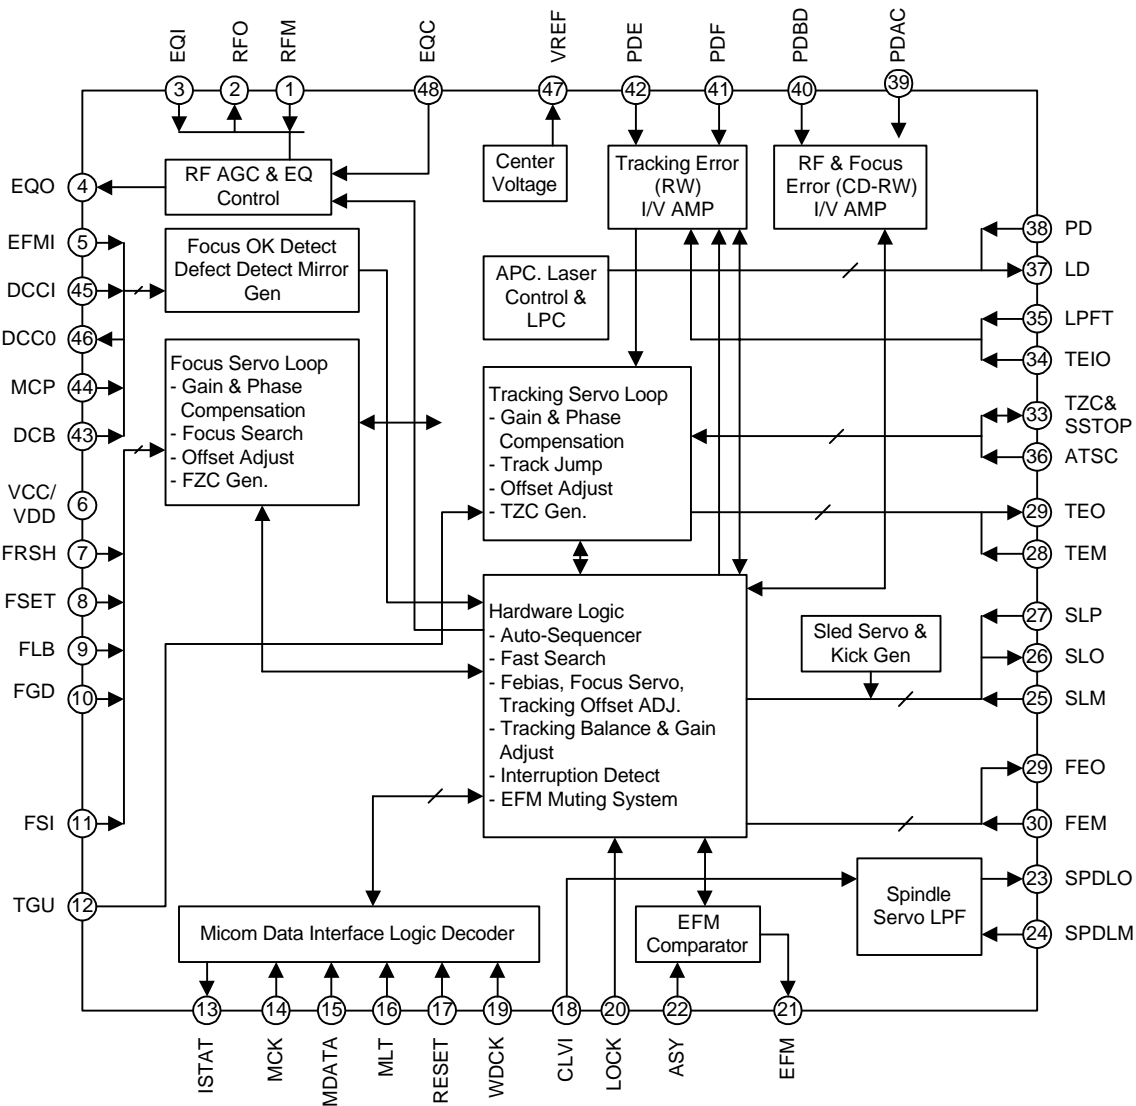 EQI
RFO
RFM
EQC
VREF
PDE
PDF
PDBD
PDAC
3
2
1
48
47
42
41
40
39
RF AGC & EQ
Control
Center
Voltage
Tracking Error
(RW)
I/V AMP
RF & Focus
Error (CD-RW)
I/V AMP
EQO
4
EFMI
5
DCCI
45
DCC0
46
MCP
44
DCB
43
VCC/
VDD
6
FRSH
7
FSET
8
FLB
9
FGD
10
FSI
11
TGU
12
Focus OK Detect
Defect Detect Mirror
Gen
APC. Laser
Control &
LPC
Focus Servo Loop
- Gain & Phase
Compensation
- Focus Search
- Offset Adjust
- FZC Gen.
Tracking Servo Loop
- Gain & Phase
Compensation
- Track Jump
- Offset Adjust
- TZC Gen.
Hardware Logic
- Auto-Sequencer
- Fast Search
- Febias, Focus Servo,
Tracking Offset ADJ.
- Tracking Balance & Gain
Adjust
- Interruption Detect
- EFM Muting System
Sled Servo &
Kick Gen
38
PD
37
LD
35
LPFT
34
TEIO
33
TZC&
SSTOP
36
ATSC
29
TEO
28
TEM
27
SLP
26
SLO
25
SLM
29
FEO
30
FEM
23
SPDLO
24
SPDLM
Micom Data Interface Logic Decoder
EFM
Comparator
Spindle
Servo LPF
13
14
15
16
17
19
18
20
22
21
ISTAT
MCK
MDATA
MLT
RESET
WDCK
CLVI
LOCK
ASY
EFM